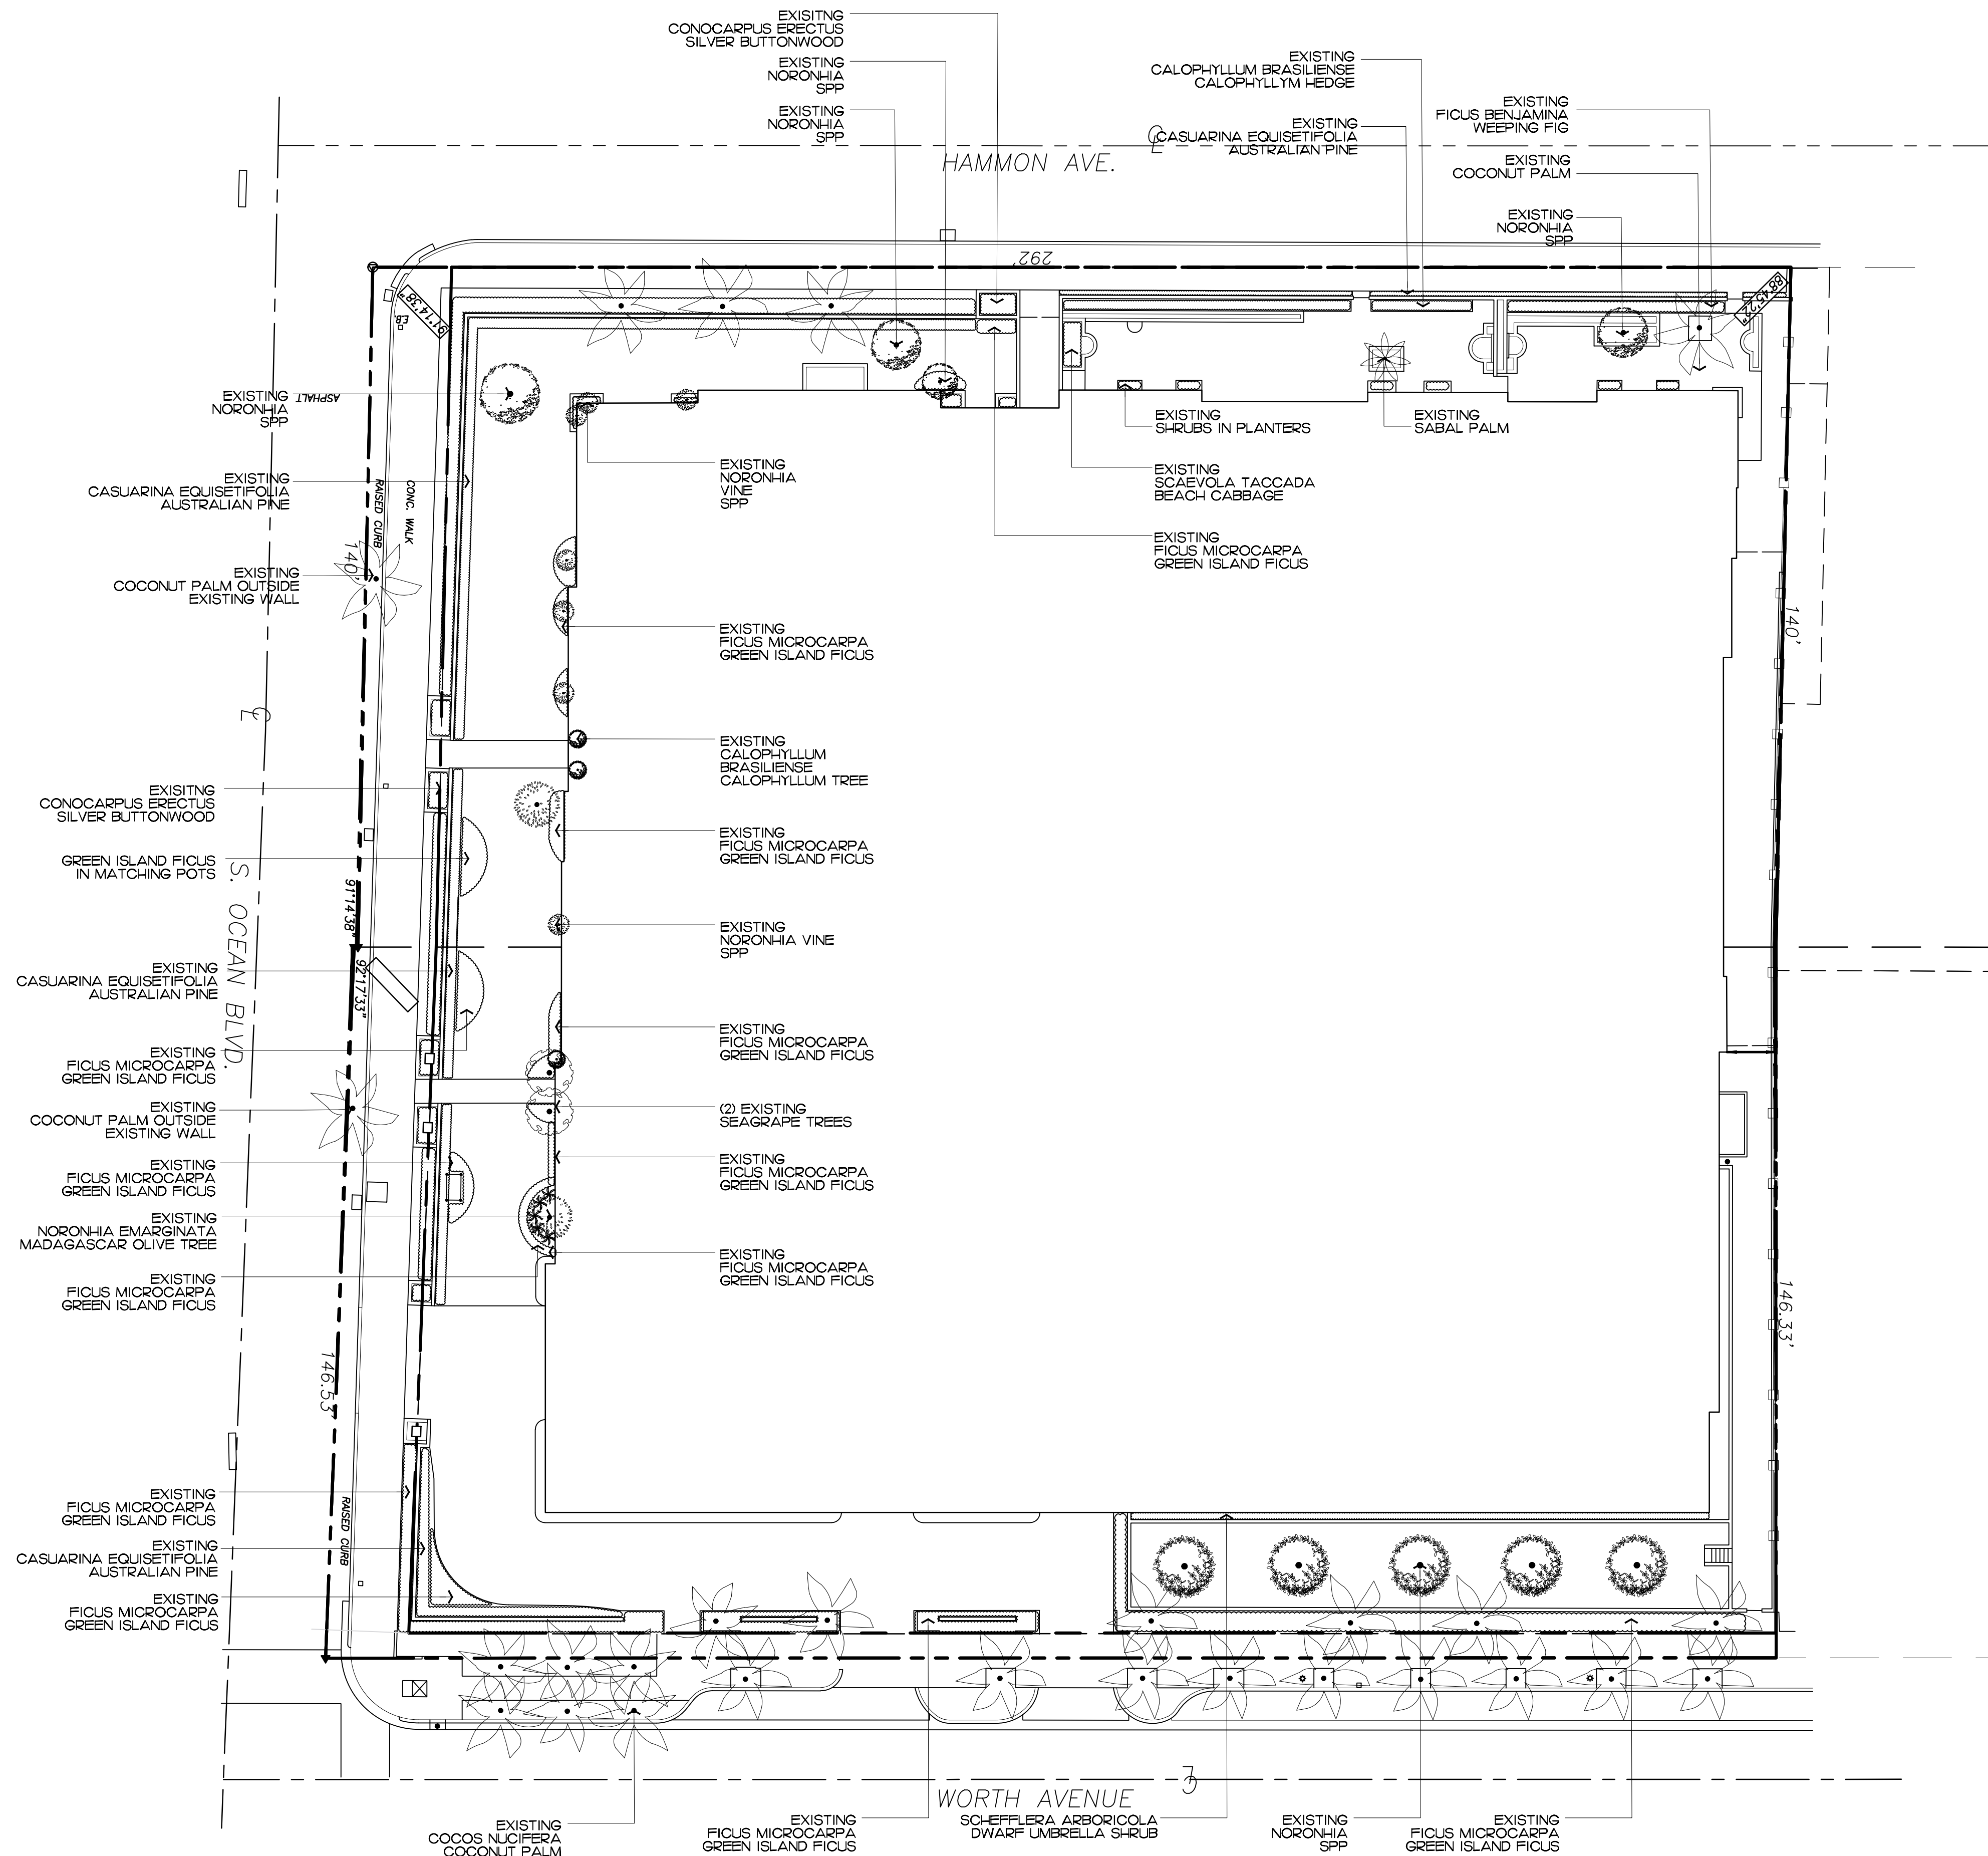 EXISITNG
CONOCARPUS ERECTUS
SILVER BUTTONWOOD
EXISTING
NORONHIA
SPP
EXISTING
NORONHIA
SPP
EXISTING
CALOPHYLLUM BRASILIENSE
CALOPHYLLYM HEDGE
EXISTING
CASUARINA EQUISETIFOLIA
AUSTRALIAN PINE
EXISTING
FICUS BENJAMINA
WEEPING FIG
EXISTING
COCONUT PALM
EXISTING
NORONHIA
SPP
HAMMON AVE.
292'
91°14'38"
E.B.
88°45'22"
EXISTING
NORONHIA
SPP
ASPHALT
EXISTING
CASUARINA EQUISETIFOLIA
AUSTRALIAN PINE
RAISED CURB
CONC. WALK
140'
EXISTING
COCONUT PALM OUTSIDE
EXISTING WALL
EXISTING
NORONHIA
VINE
SPP
EXISTING
SHRUBS IN PLANTERS
EXISTING
SABAL PALM
EXISTING
SCAEVOLA TACCADA
BEACH CABBAGE
EXISTING
FICUS MICROCARPA
GREEN ISLAND FICUS
EXISTING
FICUS MICROCARPA
GREEN ISLAND FICUS
140'
EXISTING
CALOPHYLLUM
BRASILIENSE
CALOPHYLLUM TREE
EXISITNG
CONOCARPUS ERECTUS
SILVER BUTTONWOOD
EXISTING
FICUS MICROCARPA
GREEN ISLAND FICUS
GREEN ISLAND FICUS
IN MATCHING POTS
S. OCEAN BLVD.
91°14'38"
92°17'33"
EXISTING
NORONHIA VINE
SPP
EXISTING
CASUARINA EQUISETIFOLIA
AUSTRALIAN PINE
EXISTING
FICUS MICROCARPA
GREEN ISLAND FICUS
EXISTING
FICUS MICROCARPA
GREEN ISLAND FICUS
EXISTING
COCONUT PALM OUTSIDE
EXISTING WALL
(2) EXISTING
SEAGRAPE TREES
EXISTING
FICUS MICROCARPA
GREEN ISLAND FICUS
EXISTING
FICUS MICROCARPA
GREEN ISLAND FICUS
EXISTING
NORONHIA EMARGINATA
MADAGASCAR OLIVE TREE
EXISTING
FICUS MICROCARPA
GREEN ISLAND FICUS
EXISTING
FICUS MICROCARPA
GREEN ISLAND FICUS
146.53'
146.33'
EXISTING
FICUS MICROCARPA
GREEN ISLAND FICUS
RAISED CURB
EXISTING
CASUARINA EQUISETIFOLIA
AUSTRALIAN PINE
EXISTING
FICUS MICROCARPA
GREEN ISLAND FICUS
WORTH AVENUE
EXISTING
COCOS NUCIFERA
COCONUT PALM
EXISTING
FICUS MICROCARPA
GREEN ISLAND FICUS
SCHEFFLERA ARBORICOLA
DWARF UMBRELLA SHRUB
EXISTING
NORONHIA
SPP
EXISTING
FICUS MICROCARPA
GREEN ISLAND FICUS